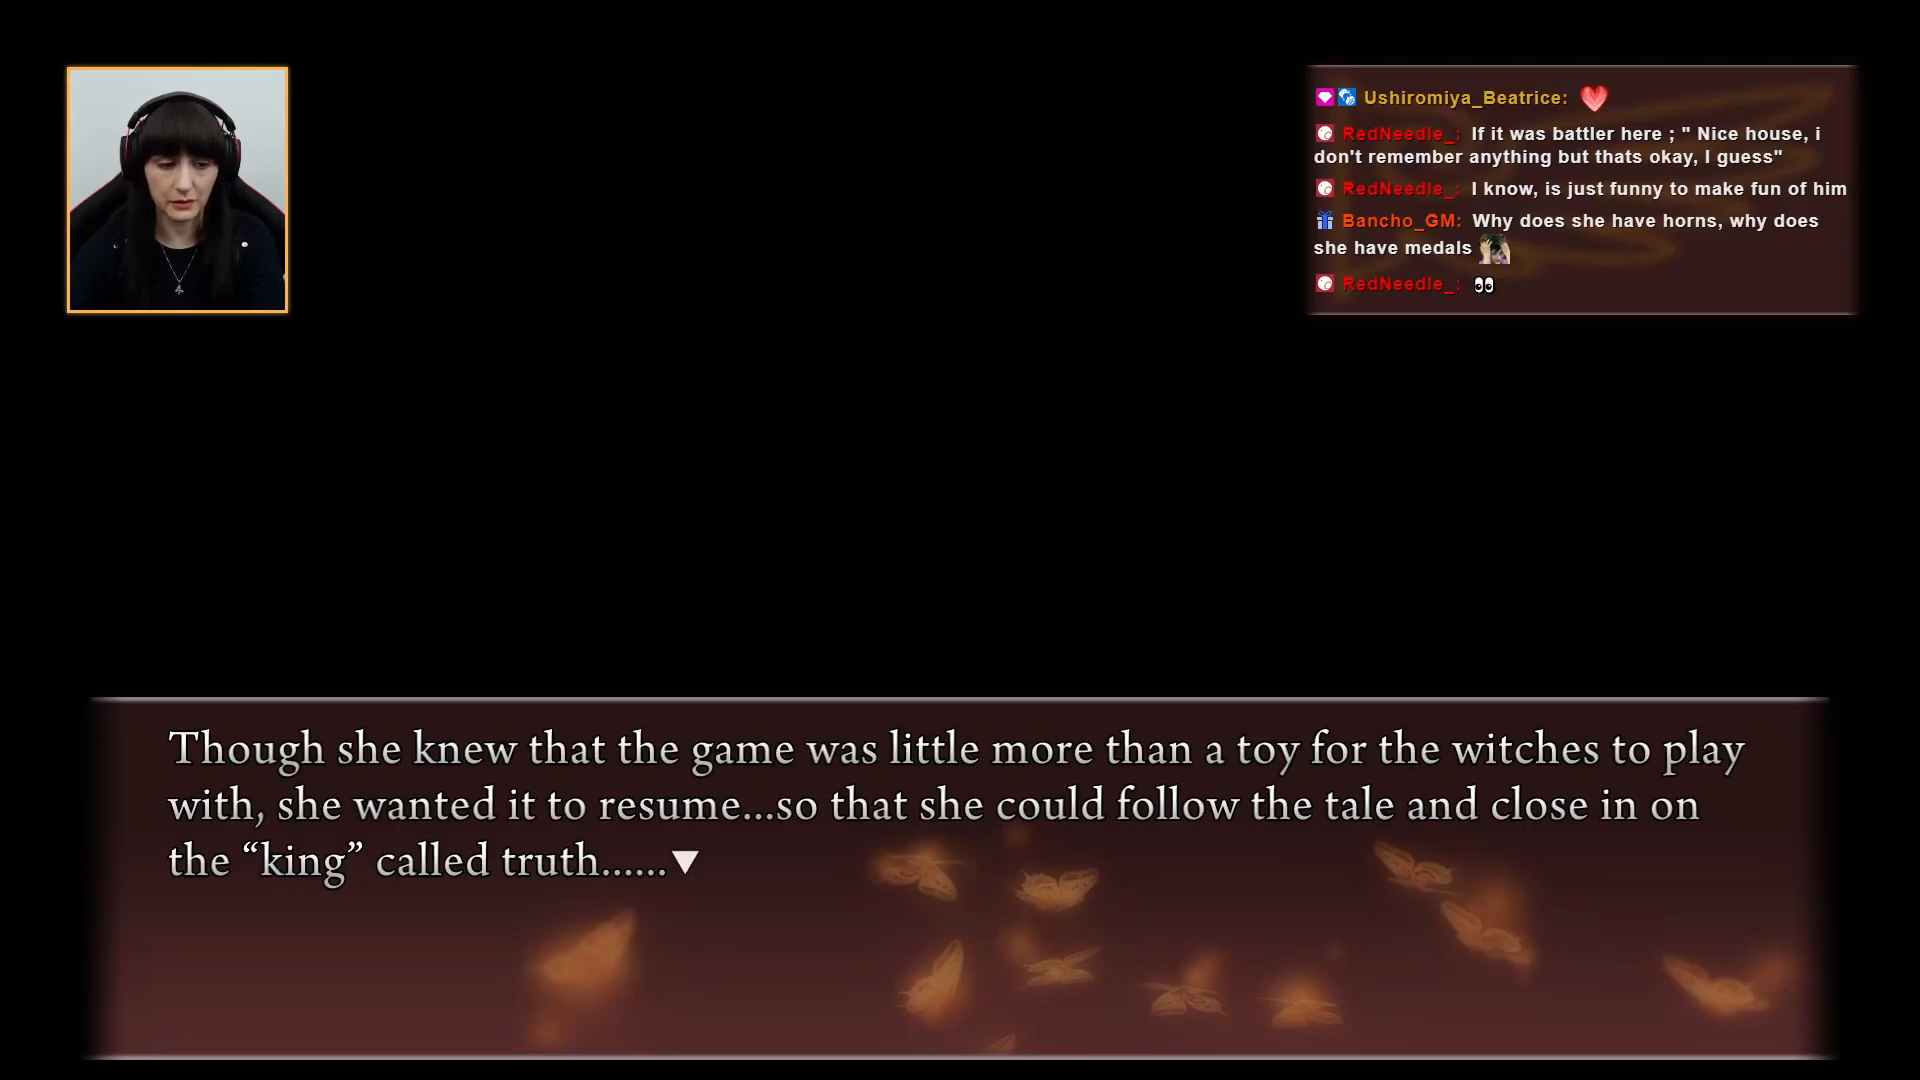 Ushiromiya_Beatrice:
RedNeedle_: If it was battler here ; " Nice house, i
don't remember anything but thats okay, I guess"
RedNeedle_: I know, is just funny to make fun of him
Bancho_GM: Why does she have horns, why does
she have medals
RedNeedle_:
Though she knew that the game was little more than a toy for the witches to play
with, she wanted it to resume...so that she could follow the tale and close in on
the “king” called truth......